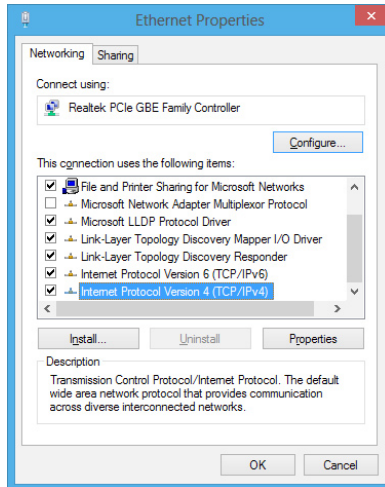 Ethernet Properties
Networking
Sharing
Connect using:
Realtek PCIe GBE Family Controller
Configure...
This connection uses the following items:
File and Printer Sharing for Microsoft Networks
Microsoft Network Adapter Multiplexor Protocol
Microsoft LLDP Protocol Driver
Link-Layer Topology Discovery Mapper I/O Driver
Link-Layer Topology Discovery Responder
Internet Protocol Version 6 (TCP/IPv6)
Internet Protocol Version 4 (TCP/IPv4)
Install...
Uninstall
Properties
Description
Transmission Control Protocol/Internet Protocol. The default
wide area network protocol that provides communication
across diverse interconnected networks.
OK
Cancel